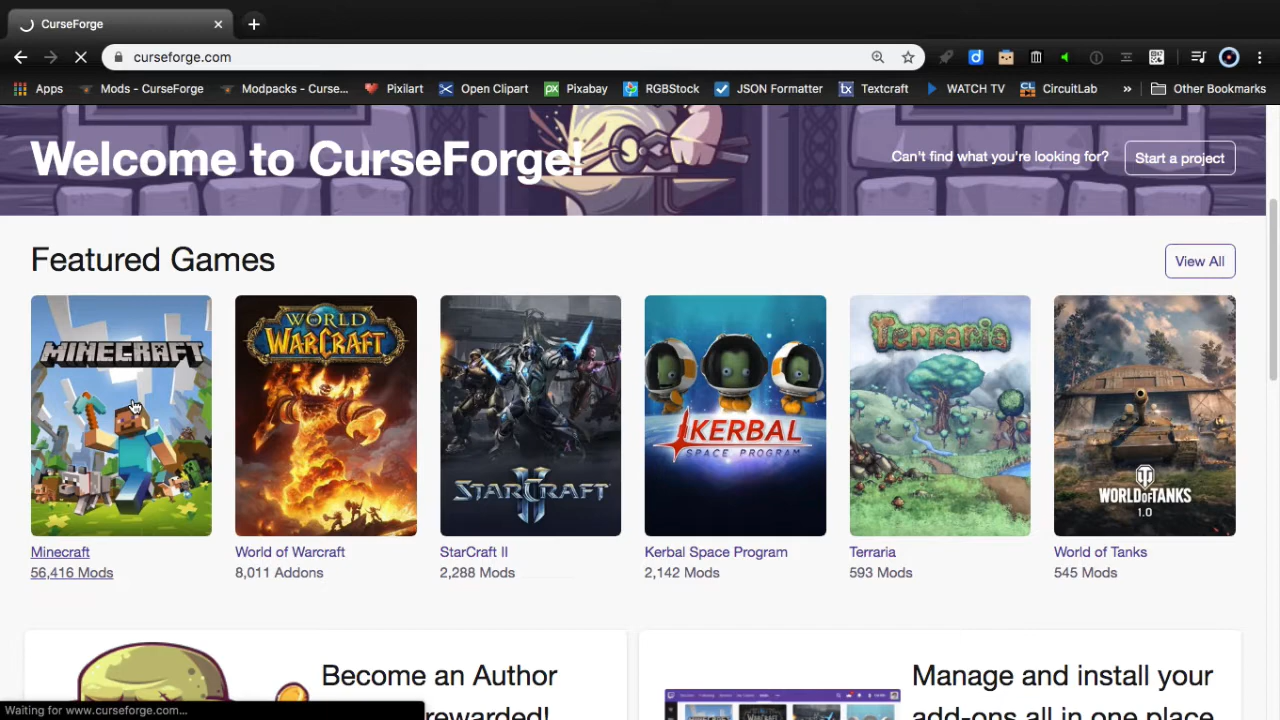 CurseForge
curseforge.com
Apps
Mods - CurseForge
Modpacks - Curse...
Pixilart
Open Clipart
px
Pixabay
RGBStock
JSON Formatter
tx
Textcraft
WATCH TV
CL
CircuitLab
»
Other Bookmarks
Welcome to CurseForge!
Can't find what you're looking for?
Start a project
Featured Games
View All
MINECRAFT
WORLD
OF
WARCRAFT
STARCRAFT
II
KERBAL
SPACE PROGRAM
Terraria
WORLD OF TANKS
1.0
Minecraft
56,416 Mods
World of Warcraft
8,011 Addons
StarCraft II
2,288 Mods
Kerbal Space Program
2,142 Mods
Terraria
593 Mods
World of Tanks
545 Mods
Become an Author
rewarded!
Manage and install your
add-ons all in one place
Waiting for www.curseforge.com...